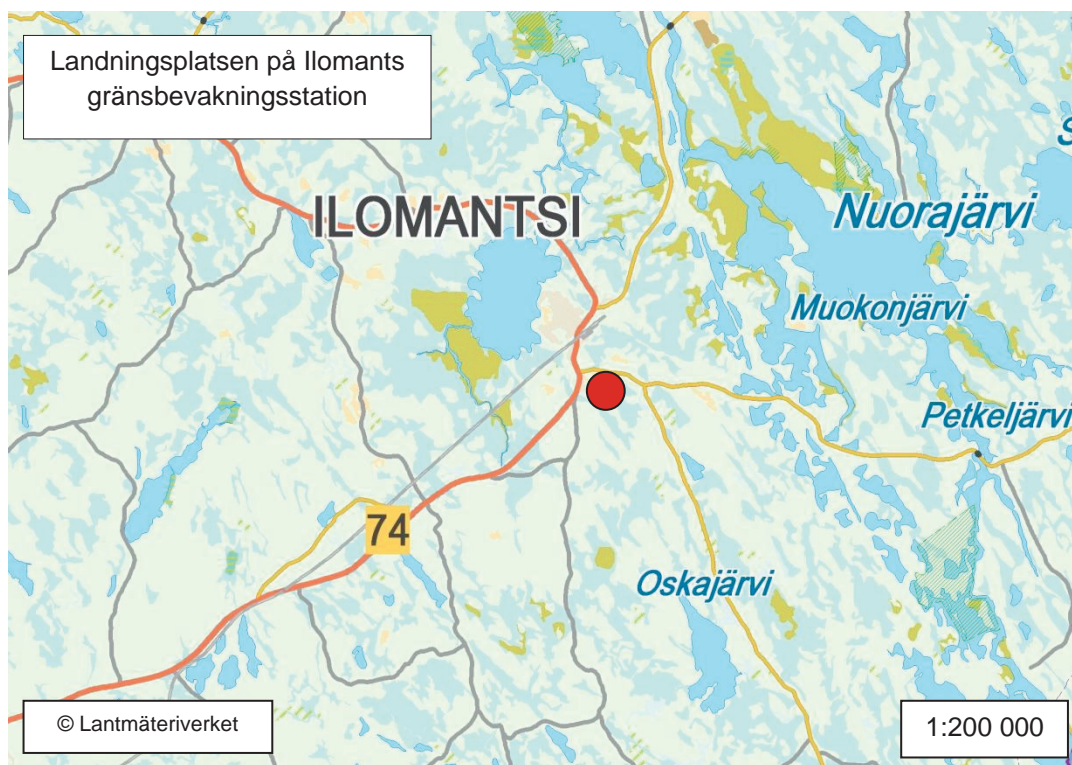 Landningsplatsen på Ilomants
gränsbevakningsstation
ILOMANTSI
Nuorajärvi
Muokonjärvi
Petkeljärvi
74
Oskajärvi
© Lantmäteriverket
1:200 000